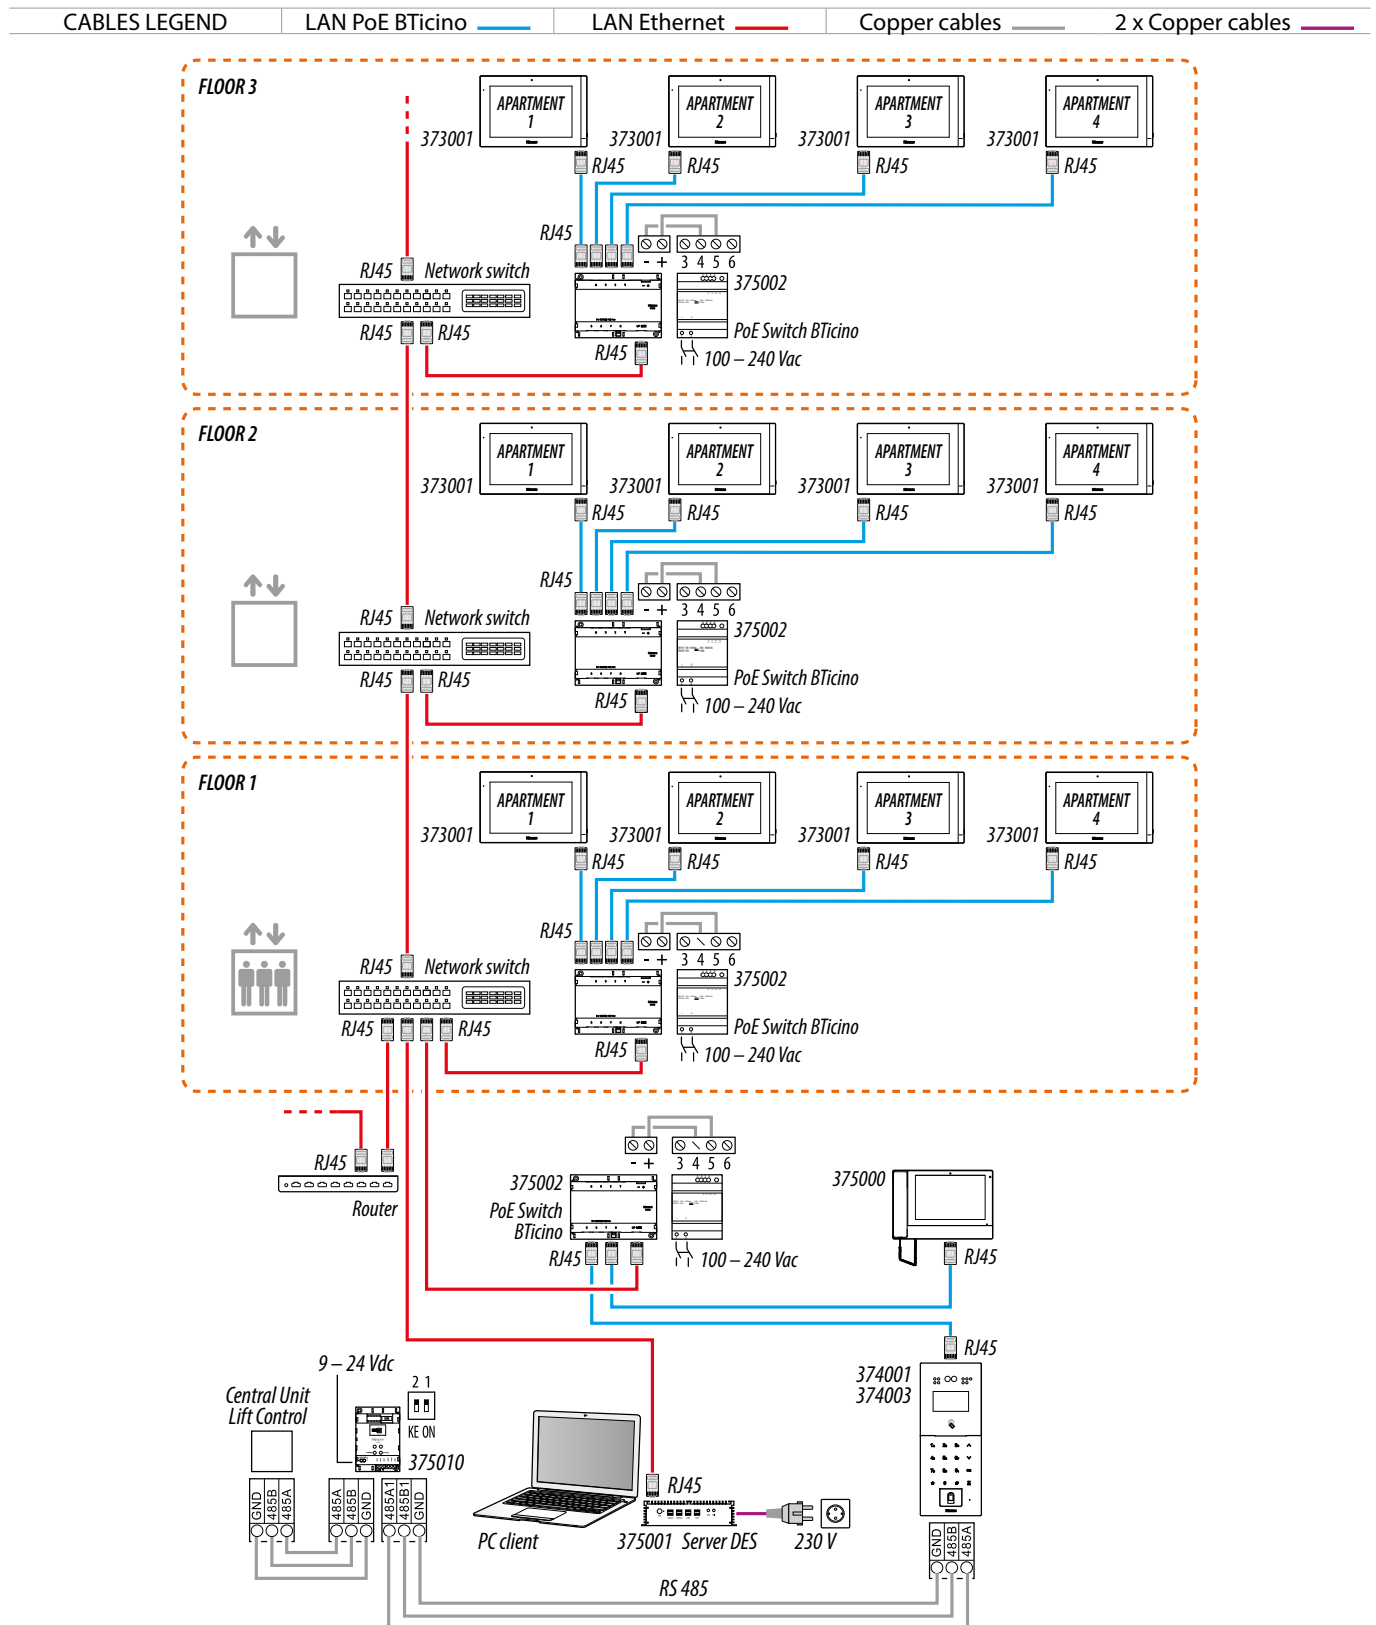 CABLES LEGEND LAN PoE BTicino LAN Ethernet Copper cables 2 x Copper cables
FLOOR 3
APARTMENT 1 APARTMENT 2 APARTMENT 3 APARTMENT 4
373001 373001 373001 373001
RJ45 RJ45 RJ45 RJ45
RJ45
- + 3 4 5 6
RJ45 Network switch
375002
RJ45 RJ45
PoE Switch BTicino
RJ45
100 – 240 Vac
FLOOR 2
APARTMENT 1 APARTMENT 2 APARTMENT 3 APARTMENT 4
373001 373001 373001 373001
RJ45 RJ45 RJ45 RJ45
RJ45
- + 3 4 5 6
RJ45 Network switch
375002
RJ45 RJ45
PoE Switch BTicino
RJ45
100 – 240 Vac
FLOOR 1
APARTMENT 1 APARTMENT 2 APARTMENT 3 APARTMENT 4
373001 373001 373001 373001
RJ45 RJ45 RJ45 RJ45
RJ45
- + 3 4 5 6
RJ45 Network switch
375002
RJ45 RJ45
PoE Switch BTicino
RJ45
100 – 240 Vac
RJ45
Router
- + 3 4 5 6
375002
PoE Switch
BTicino
RJ45
100 – 240 Vac
375000
RJ45
RJ45
374001
374003
9 – 24 Vdc
2 1
KE ON
Central Unit
Lift Control
375010
GND 485B 485A
485A 485B GND
485A1 485B1 GND
PC client
RJ45
375001 Server DES
230 V
GND 485B 485A
RS 485